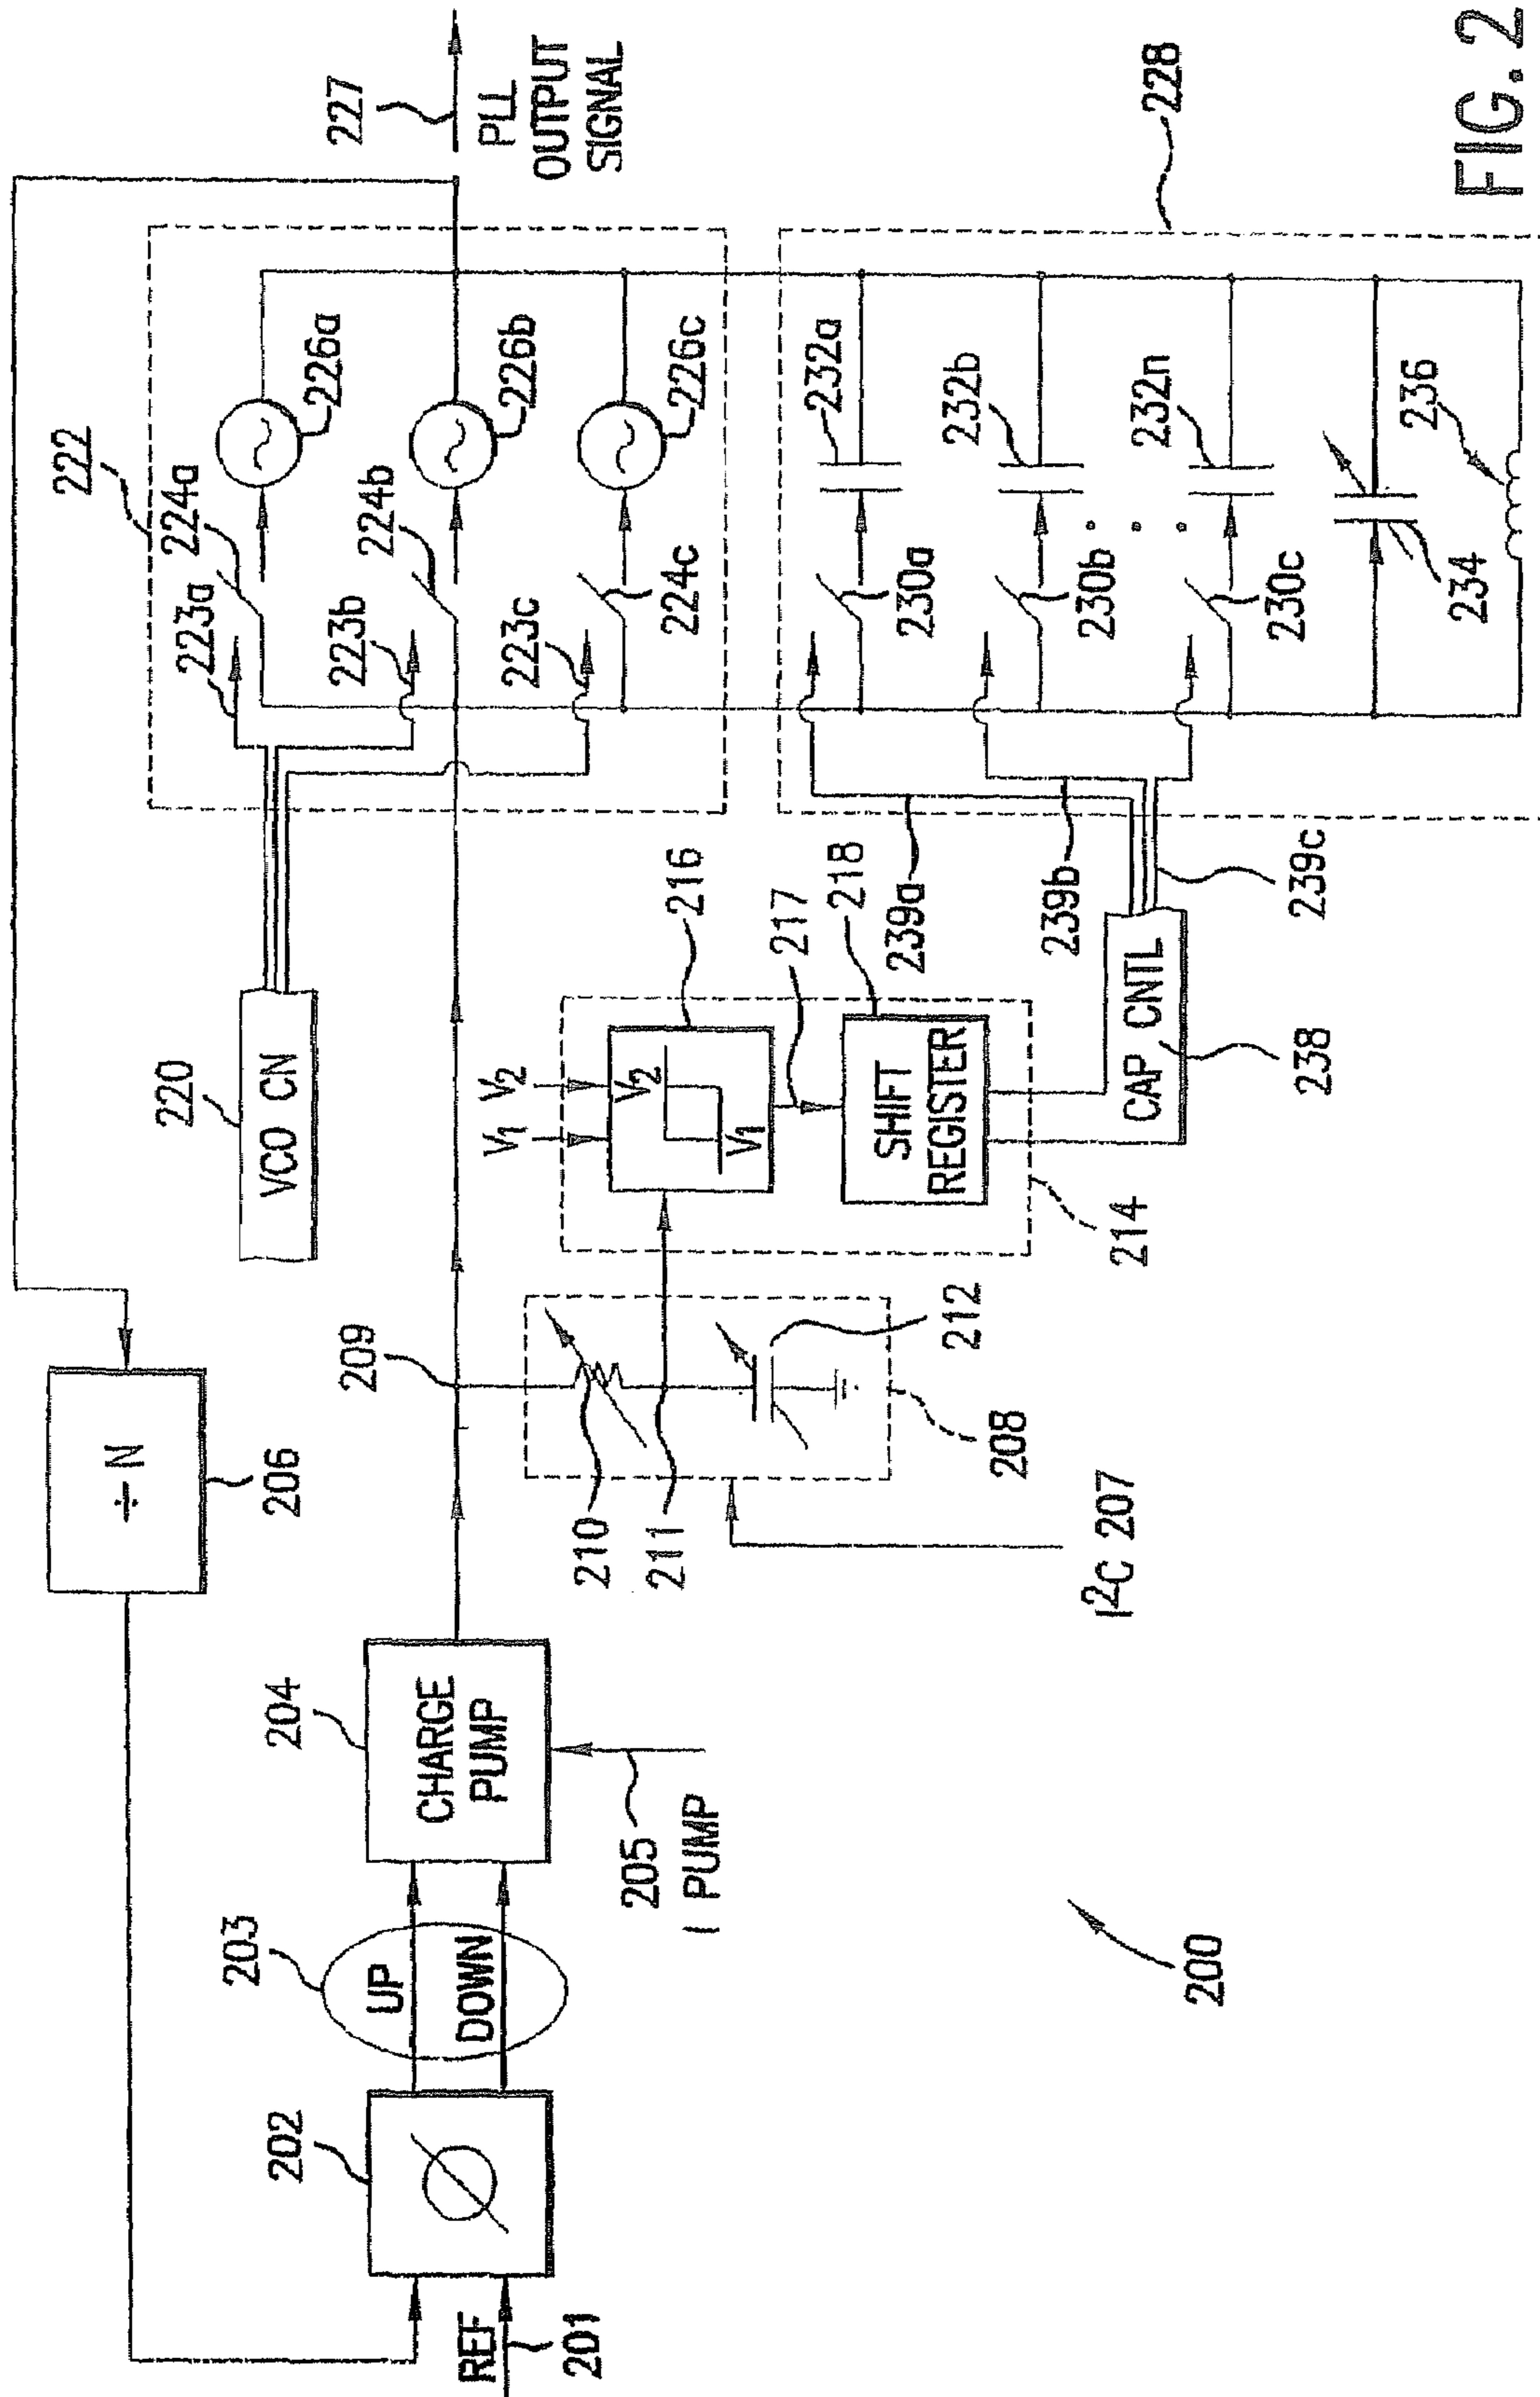 227
PLL
OUTPUT
SIGNAL
222
223a
224a
226a
223b
224b
226b
223c
224c
226c
220
VCO CN
÷N
206
209
204
CHARGE
PUMP
203
UP
DOWN
202
REF
201
205
I PUMP
210
211
212
208
I²C 207
V1
V2
V2
V1
216
217
218
SHIFT
REGISTER
214
239a
239b
239c
CAP CNTL
238
228
230a
232a
230b
232b
230c
232n
234
236
200
FIG. 2